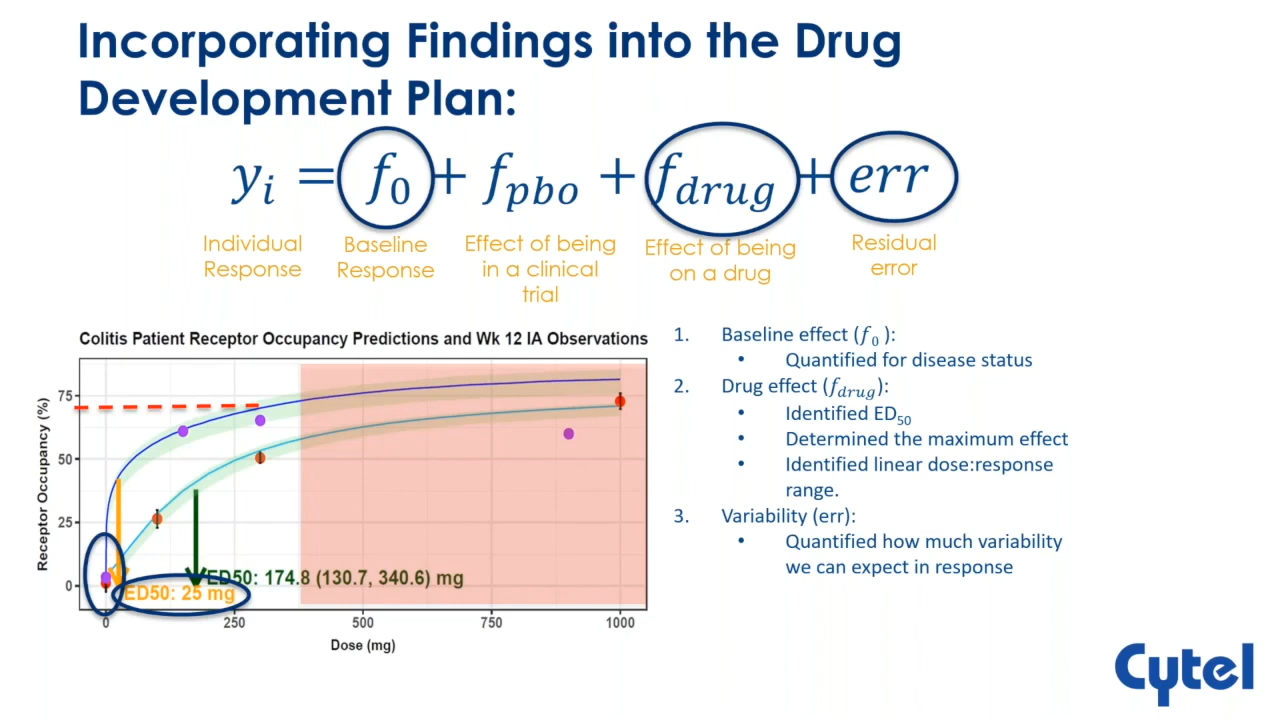 Incorporating Findings into the Drug
Development Plan:
yᵢ = f₀ + f_pbo + f_drug + err
Individual
Response
Baseline
Response
Effect of being
in a clinical
trial
Effect of being
on a drug
Residual
error
Colitis Patient Receptor Occupancy Predictions and Wk 12 IA Observations
Receptor Occupancy (%)
75
50
25
0
ED50: 174.8 (130.7, 340.6) mg
ED50: 25 mg
0
250
500
750
1000
Dose (mg)
1. Baseline effect (f₀ ):
• Quantified for disease status
2. Drug effect (f_drug):
• Identified ED₅₀
• Determined the maximum effect
• Identified linear dose:response
range.
3. Variability (err):
• Quantified how much variability
we can expect in response
Cytel